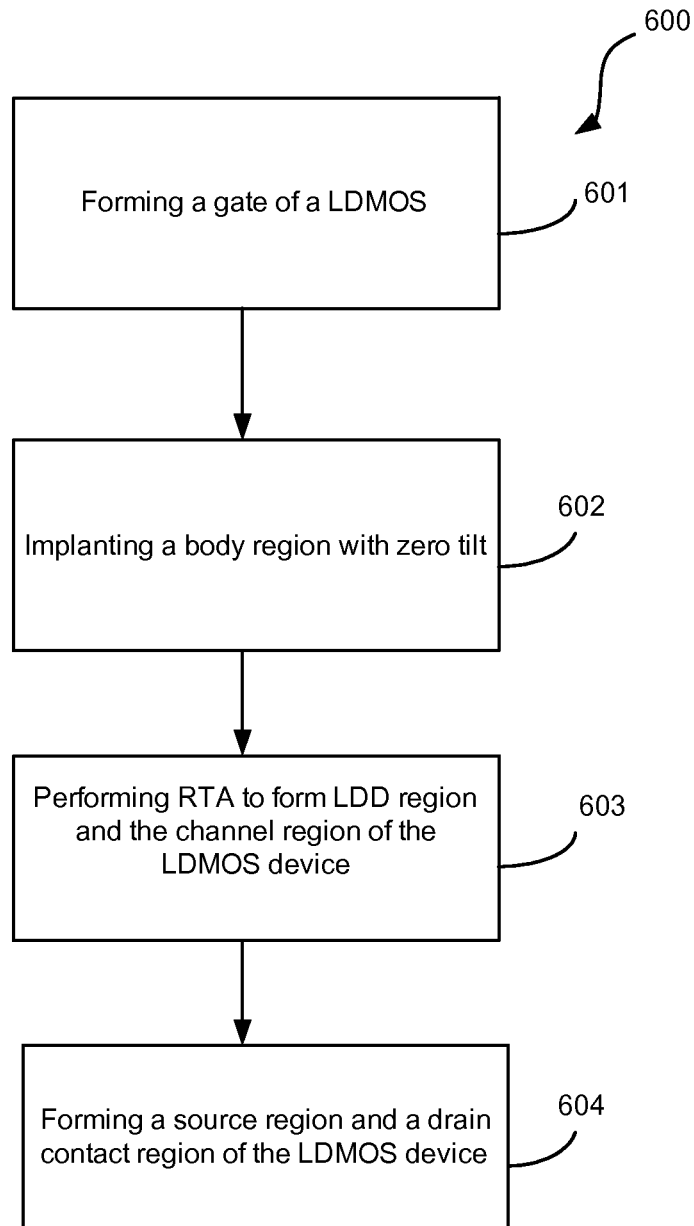 600
Forming a gate of a LDMOS
601
Implanting a body region with zero tilt
602
Performing RTA to form LDD region
and the channel region of the
LDMOS device
603
Forming a source region and a drain
contact region of the LDMOS device
604